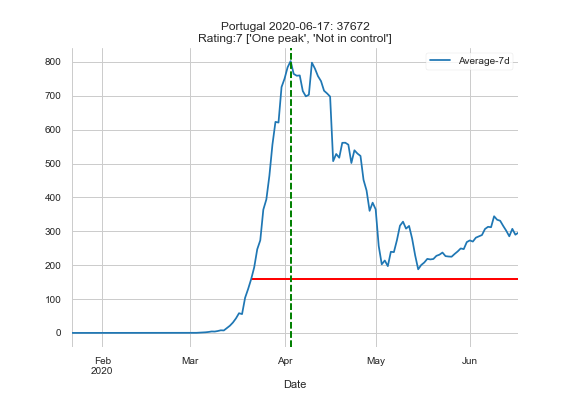 Portugal 2020-06-17: 37672
Rating:7 ['One peak', 'Not in control']
Average-7d
800
700
600
500
400
300
200
100
0
Feb Mar Apr May Jun
2020
Date